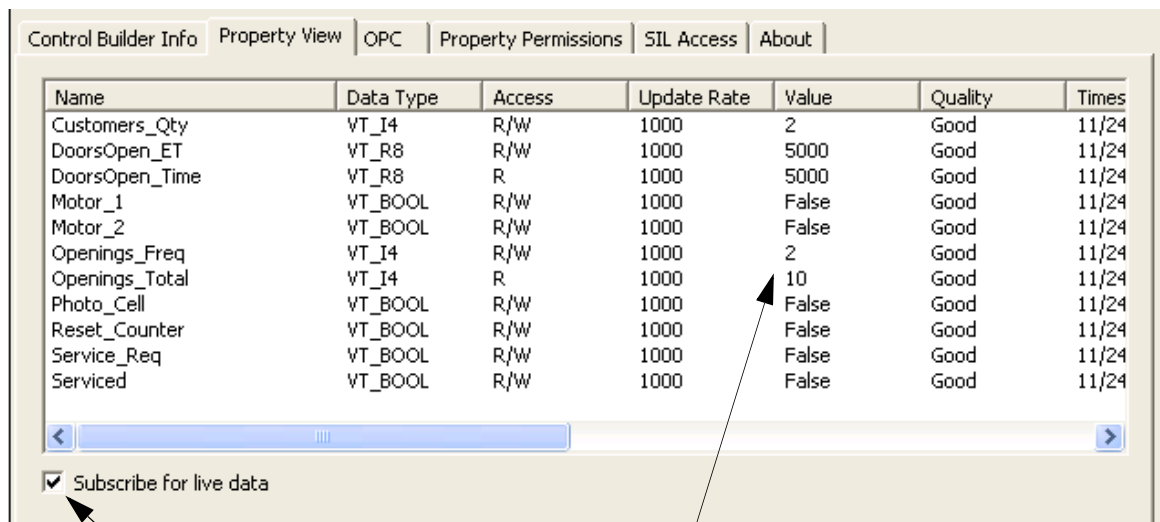 Control Builder Info Property View OPC Property Permissions SIL Access About
Name Data Type Access Update Rate Value Quality Times
Customers_Qty VT_I4 R/W 1000 2 Good 11/24
DoorsOpen_ET VT_R8 R/W 1000 5000 Good 11/24
DoorsOpen_Time VT_R8 R 1000 5000 Good 11/24
Motor_1 VT_BOOL R/W 1000 False Good 11/24
Motor_2 VT_BOOL R/W 1000 False Good 11/24
Openings_Freq VT_I4 R/W 1000 2 Good 11/24
Openings_Total VT_I4 R 1000 10 Good 11/24
Photo_Cell VT_BOOL R/W 1000 False Good 11/24
Reset_Counter VT_BOOL R/W 1000 False Good 11/24
Service_Req VT_BOOL R/W 1000 False Good 11/24
Serviced VT_BOOL R/W 1000 False Good 11/24
Subscribe for live data